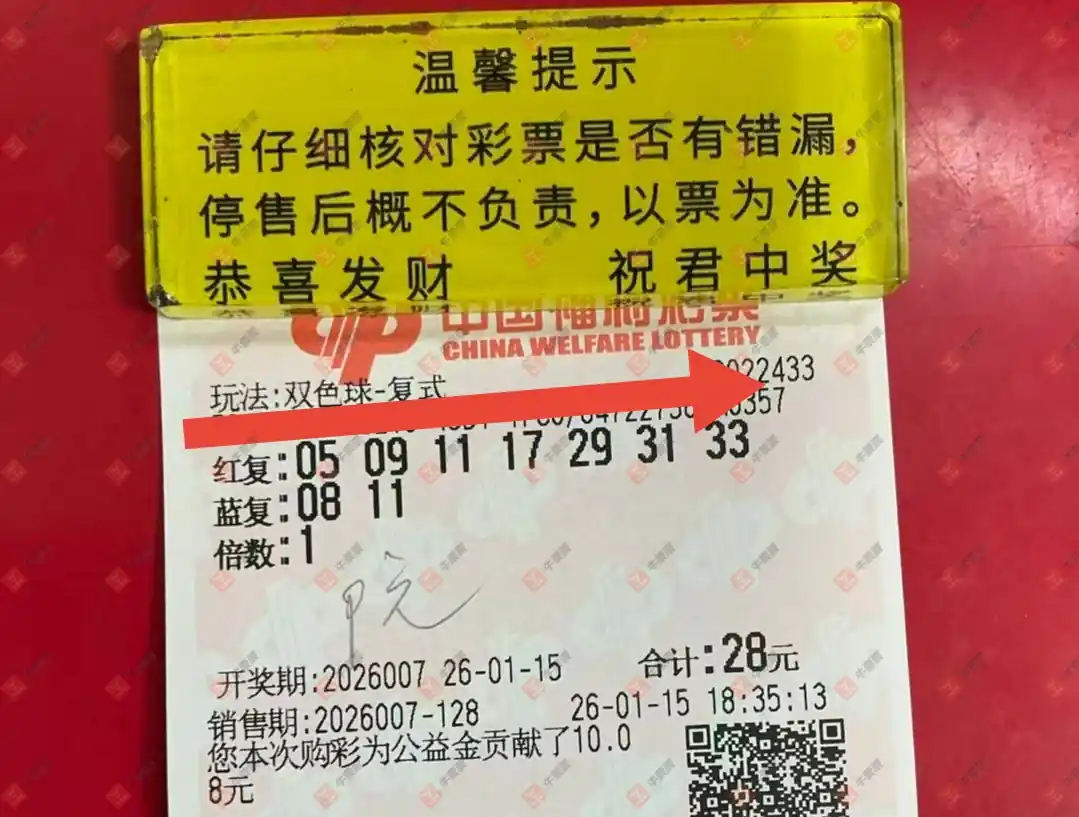 温馨提示
请仔细核对彩票是否有错漏，
停售后概不负责，以票为准。
恭喜发财 祝君中奖
中国福利彩票
CHINA WELFARE LOTTERY
玩法:双色球-复式 022433
红复:05 09 11 17 29 31 33
蓝复:08 11
倍数:1
开奖期:2026007 26-01-15 合计:28元
销售期:2026007-128 26-01-15 18:35:13
您本次购彩为公益金贡献了10.0
8元